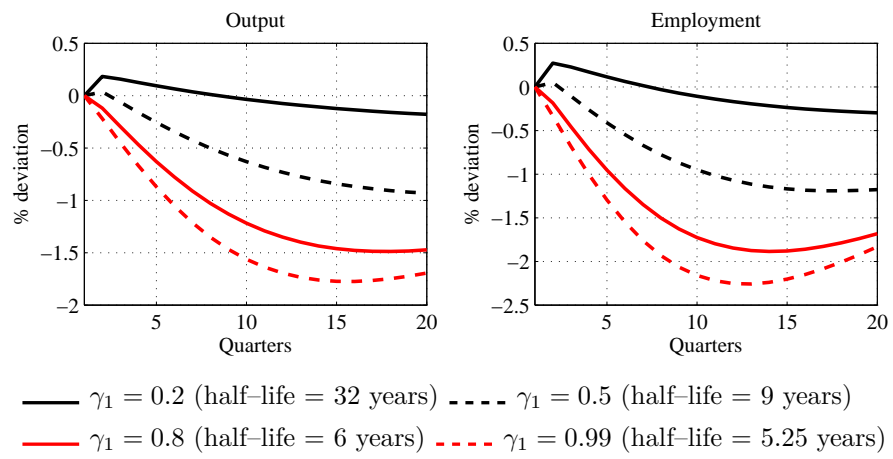 Output
Employment
0.5
0
−0.5
−1
−1.5
−2
% deviation
5
10
15
20
Quarters
0.5
0
−0.5
−1
−1.5
−2
−2.5
% deviation
5
10
15
20
Quarters
γ₁ = 0.2 (half–life = 32 years)
γ₁ = 0.5 (half–life = 9 years)
γ₁ = 0.8 (half–life = 6 years)
γ₁ = 0.99 (half–life = 5.25 years)